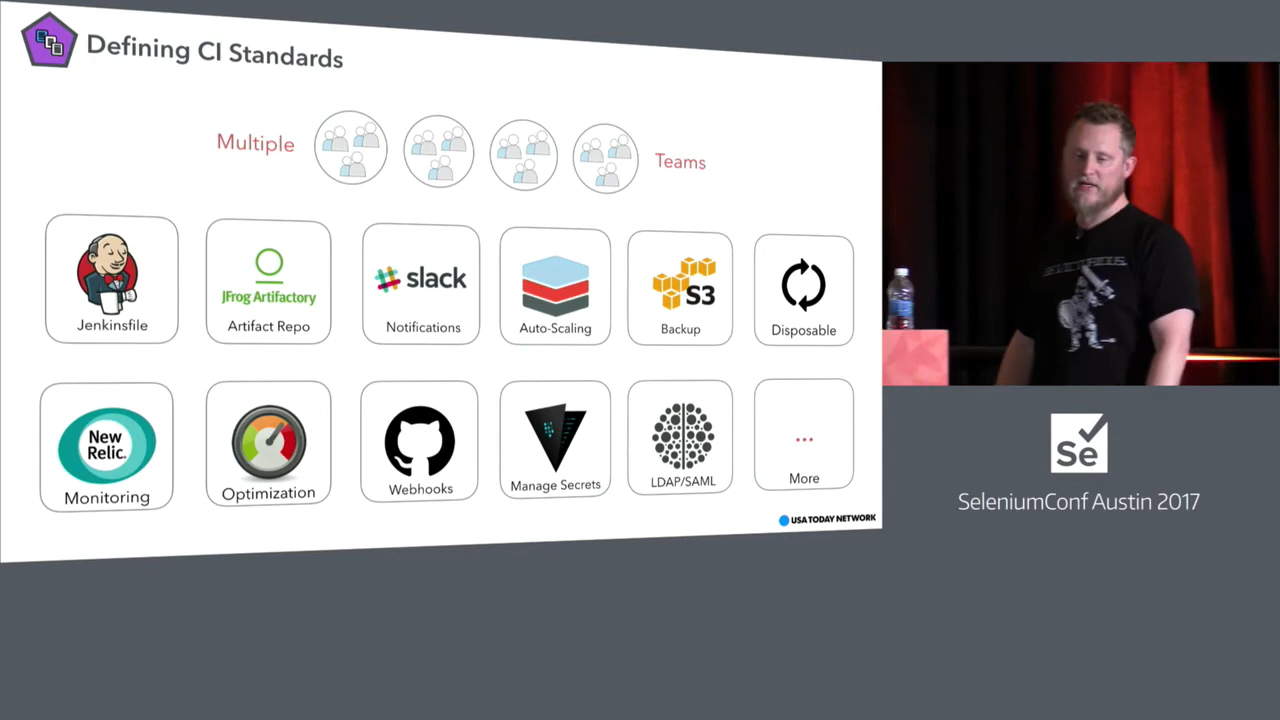 Defining CI Standards
Multiple
Teams
Jenkinsfile
JFrog Artifactory
Artifact Repo
slack
Notifications
Auto-Scaling
S3
Backup
Disposable
New
Relic.
Monitoring
Optimization
Webhooks
Manage Secrets
LDAP/SAML
...
More
USA TODAY NETWORK
Se
SeleniumConf Austin 2017